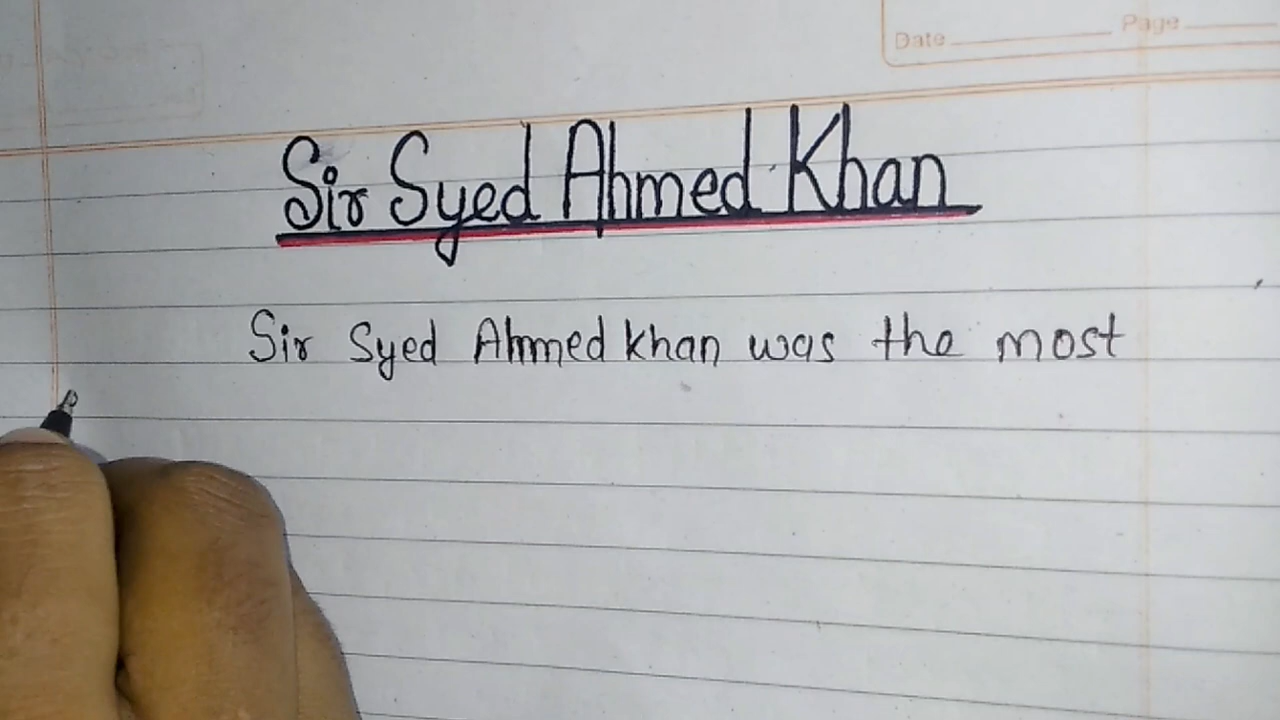 Date Page
Sir Syed Ahmed Khan
Sir Syed Ahmed khan was the most